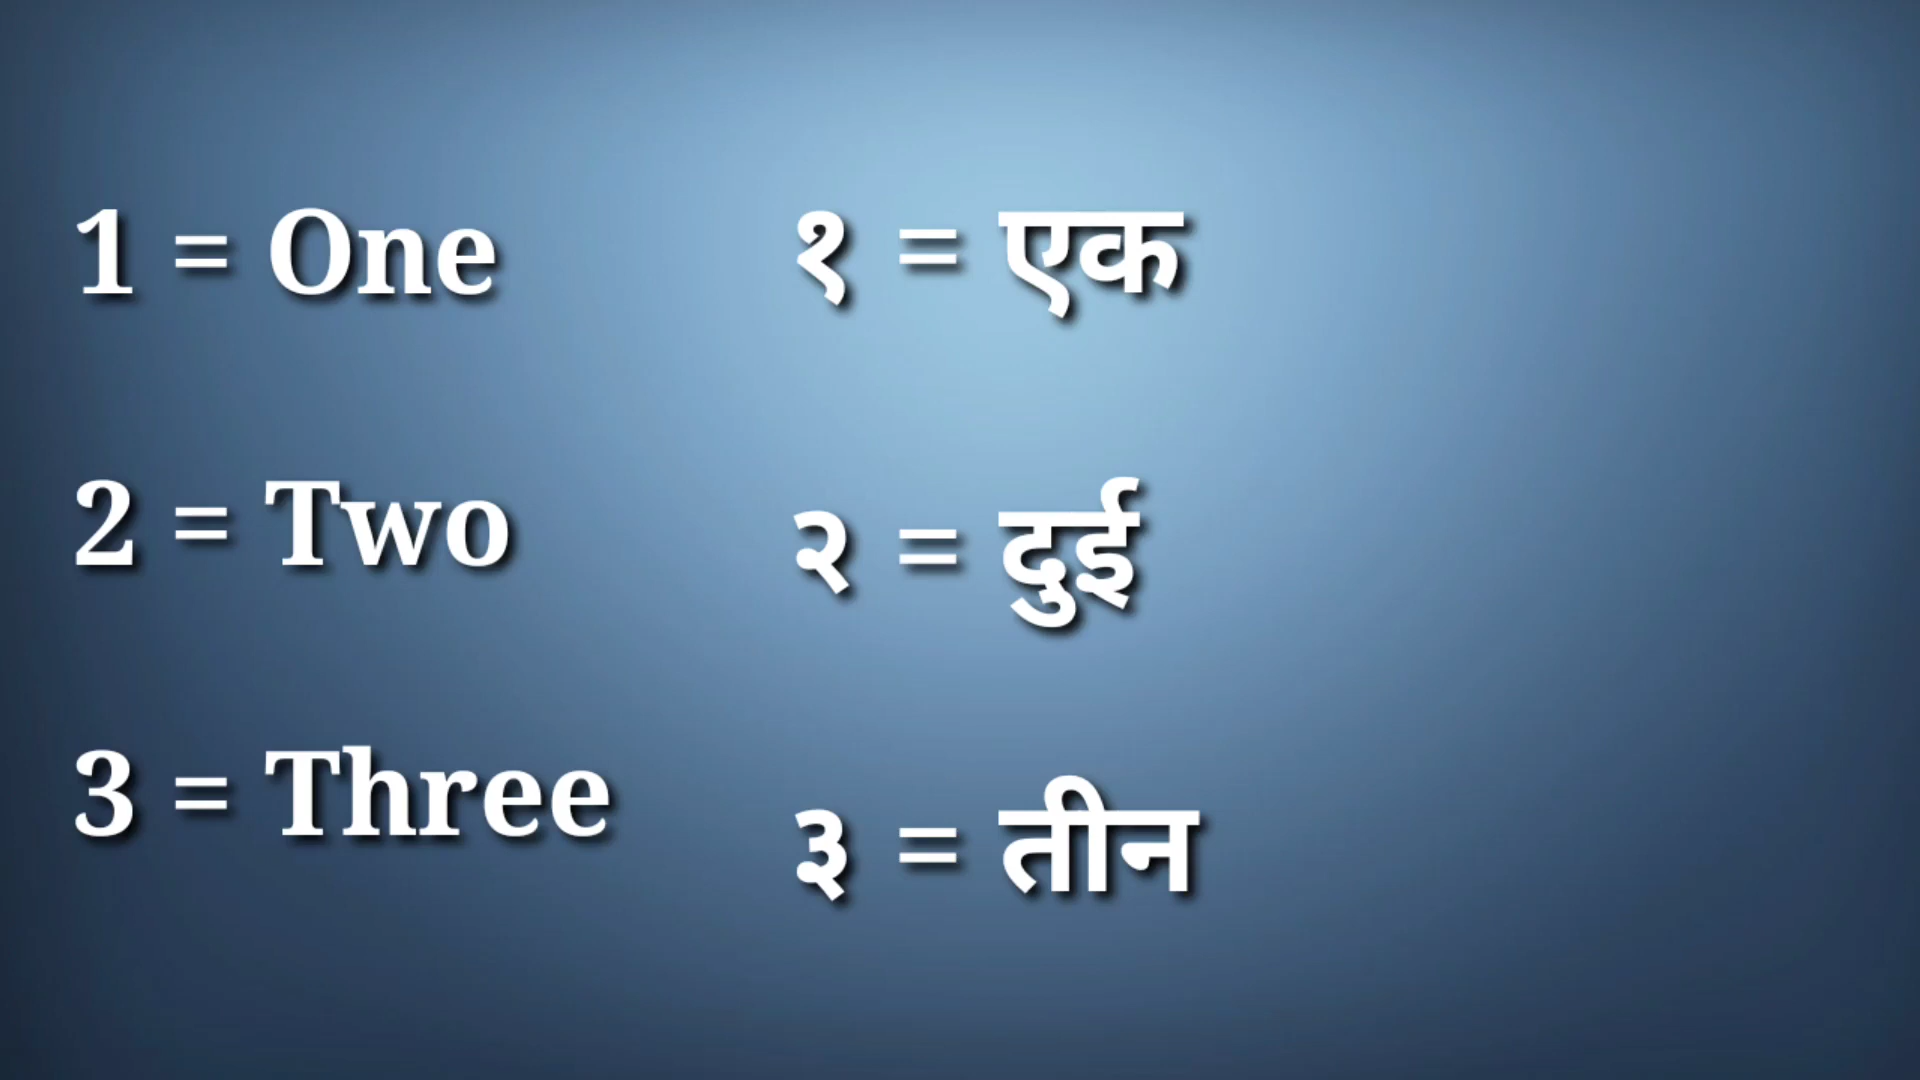 1 = One
१ = एक
2 = Two
२ = दुई
3 = Three
३ = तीन